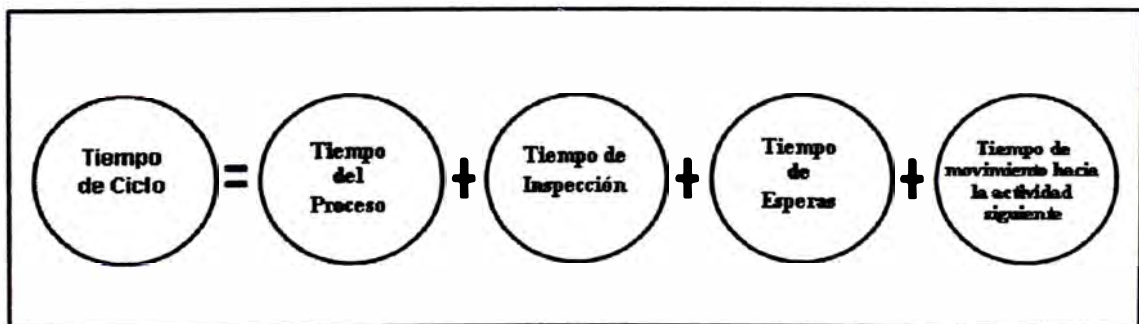 Tiempo
de Ciclo
=
Tiempo
del
Proceso
+
Tiempo de
Inspección
+
Tiempo
de
Esperas
+
Tiempo de
movimiento hacia
la actividad
siguiente